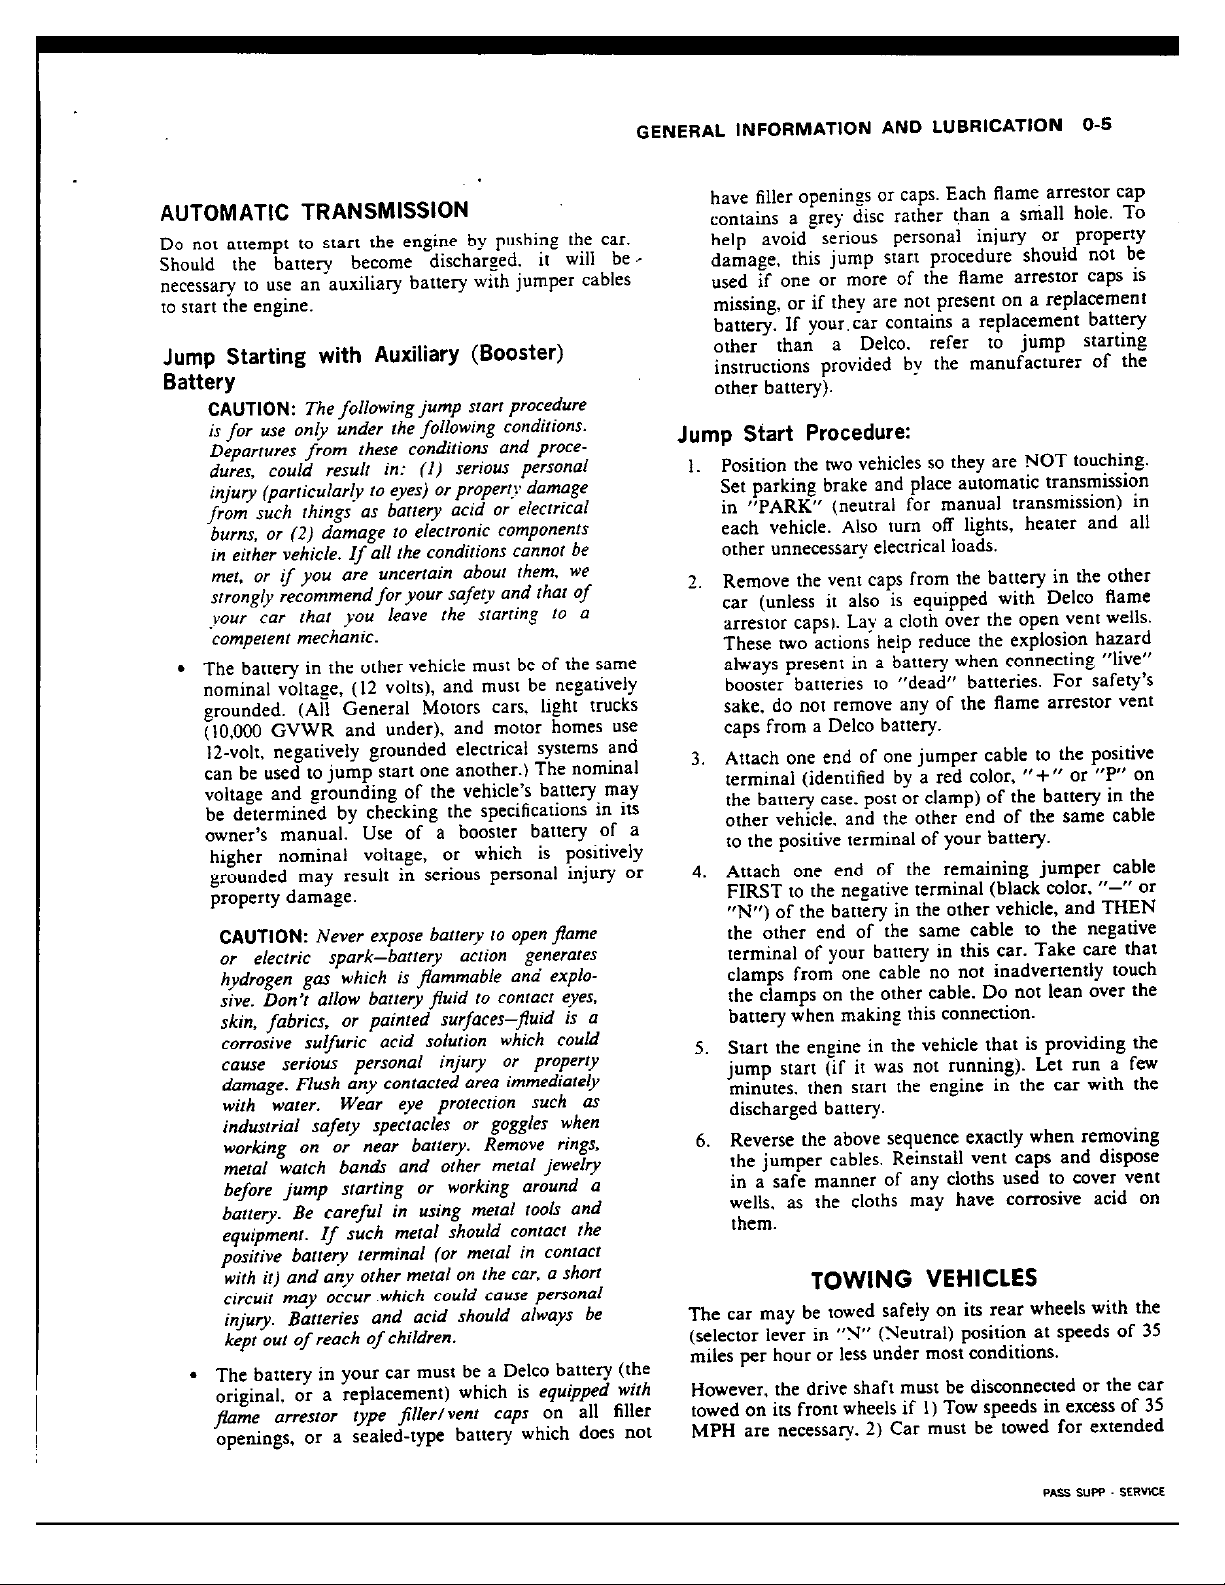 GENERAL INFORMATION AND LUBRICATION 0-5
AUTOMATIC TRANSMISSION
Do not attempt to start the engine by pushing the car.
Should the battery become discharged, it will be
necessary to use an auxiliary battery with jumper cables
to start the engine.
Jump Starting with Auxiliary (Booster)
Battery
CAUTION: The following jump start procedure
is for use only under the following conditions.
Departures from these conditions and proce-
dures, could result in: (1) serious personal
injury (particularly to eyes) or property damage
from such things as battery acid or electrical
burns, or (2) damage to electronic components
in either vehicle. If all the conditions cannot be
met, or if you are uncertain about them, we
strongly recommend for your safety and that of
your car that you leave the starting to a
competent mechanic.
• The battery in the other vehicle must be of the same
nominal voltage, (12 volts), and must be negatively
grounded. (All General Motors cars, light trucks
(10,000 GVWR and under), and motor homes use
12-volt, negatively grounded electrical systems and
can be used to jump start one another.) The nominal
voltage and grounding of the vehicle's battery may
be determined by checking the specifications in its
owner's manual. Use of a booster battery of a
higher nominal voltage, or which is positively
grounded may result in serious personal injury or
property damage.
CAUTION: Never expose battery to open flame
or electric spark—battery action generates
hydrogen gas which is flammable and explo-
sive. Don't allow battery fluid to contact eyes,
skin, fabrics, or painted surfaces—fluid is a
corrosive sulfuric acid solution which could
cause serious personal injury or property
damage. Flush any contacted area immediately
with water. Wear eye protection such as
industrial safety spectacles or goggles when
working on or near battery. Remove rings,
metal watch bands and other metal jewelry
before jump starting or working around a
battery. Be careful in using metal tools and
equipment. If such metal should contact the
positive battery terminal (or metal in contact
with it) and any other metal on the car, a short
circuit may occur which could cause personal
injury. Batteries and acid should always be
kept out of reach of children.
• The battery in your car must be a Delco battery (the
original, or a replacement) which is equipped with
flame arrestor type filler/vent caps on all filler
openings, or a sealed-type battery which does not
have filler openings or caps. Each flame arrestor cap
contains a grey disc rather than a small hole. To
help avoid serious personal injury or property
damage, this jump start procedure should not be
used if one or more of the flame arrestor caps is
missing, or if they are not present on a replacement
battery. If your car contains a replacement battery
other than a Delco, refer to jump starting
instructions provided by the manufacturer of the
other battery).
Jump Start Procedure:
1. Position the two vehicles so they are NOT touching.
Set parking brake and place automatic transmission
in "PARK" (neutral for manual transmission) in
each vehicle. Also turn off lights, heater and all
other unnecessary electrical loads.
2. Remove the vent caps from the battery in the other
car (unless it also is equipped with Delco flame
arrestor caps). Lay a cloth over the open vent wells.
These two actions help reduce the explosion hazard
always present in a battery when connecting "live"
booster batteries to "dead" batteries. For safety's
sake, do not remove any of the flame arrestor vent
caps from a Delco battery.
3. Attach one end of one jumper cable to the positive
terminal (identified by a red color, "+" or "P" on
the battery case, post or clamp) of the battery in the
other vehicle, and the other end of the same cable
to the positive terminal of your battery.
4. Attach one end of the remaining jumper cable
FIRST to the negative terminal (black color, "—" or
"N") of the battery in the other vehicle, and THEN
the other end of the same cable to the negative
terminal of your battery in this car. Take care that
clamps from one cable no not inadvertently touch
the clamps on the other cable. Do not lean over the
battery when making this connection.
5. Start the engine in the vehicle that is providing the
jump start (if it was not running). Let run a few
minutes, then start the engine in the car with the
discharged battery.
6. Reverse the above sequence exactly when removing
the jumper cables. Reinstall vent caps and dispose
in a safe manner of any cloths used to cover vent
wells, as the cloths may have corrosive acid on
them.
TOWING VEHICLES
The car may be towed safely on its rear wheels with the
(selector lever in "N" (Neutral) position at speeds of 35
miles per hour or less under most conditions.
However, the drive shaft must be disconnected or the car
towed on its front wheels if 1) Tow speeds in excess of 35
MPH are necessary. 2) Car must be towed for extended
PASS SUPP - SERVICE